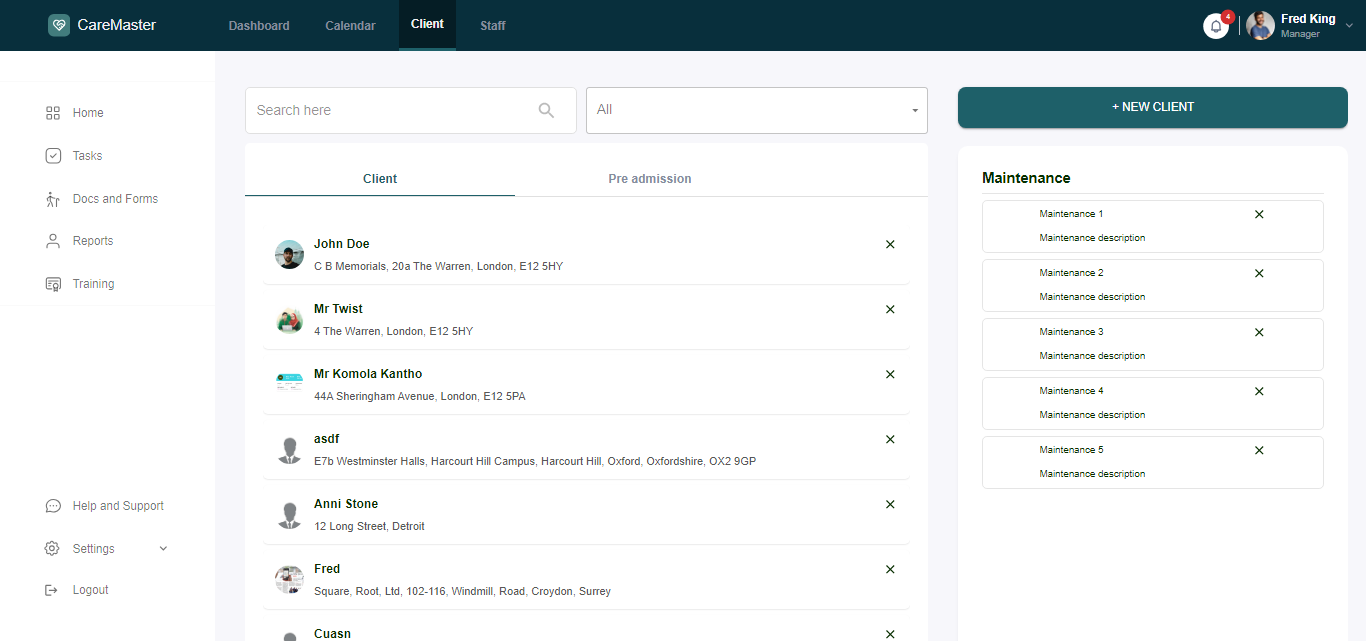 CareMaster
Dashboard
Calendar
Client
Staff
4
Fred King
Manager
Home
Tasks
Docs and Forms
Reports
Training
Help and Support
Settings
Logout
Search here
All
Client
Pre admission
John Doe
C B Memorials, 20a The Warren, London, E12 5HY
Mr Twist
4 The Warren, London, E12 5HY
Mr Komola Kantho
44A Sheringham Avenue, London, E12 5PA
asdf
E7b Westminster Halls, Harcourt Hill Campus, Harcourt Hill, Oxford, Oxfordshire, OX2 9GP
Anni Stone
12 Long Street, Detroit
Fred
Square, Root, Ltd, 102-116, Windmill, Road, Croydon, Surrey
Cuasn
+ NEW CLIENT
Maintenance
Maintenance 1
Maintenance description
Maintenance 2
Maintenance description
Maintenance 3
Maintenance description
Maintenance 4
Maintenance description
Maintenance 5
Maintenance description